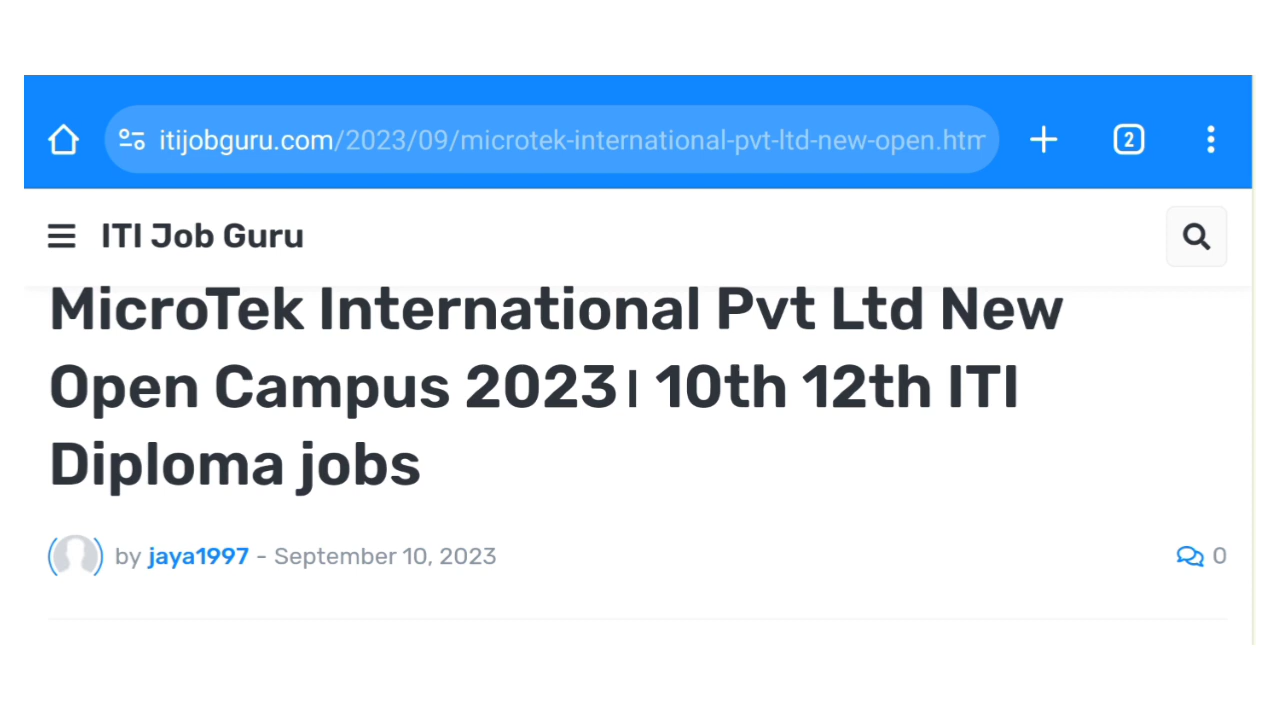 itijobguru.com/2023/09/microtek-international-pvt-ltd-new-open.htm
2
ITI Job Guru
MicroTek International Pvt Ltd New
Open Campus 2023। 10th 12th ITI
Diploma jobs
by jaya1997 - September 10, 2023
0